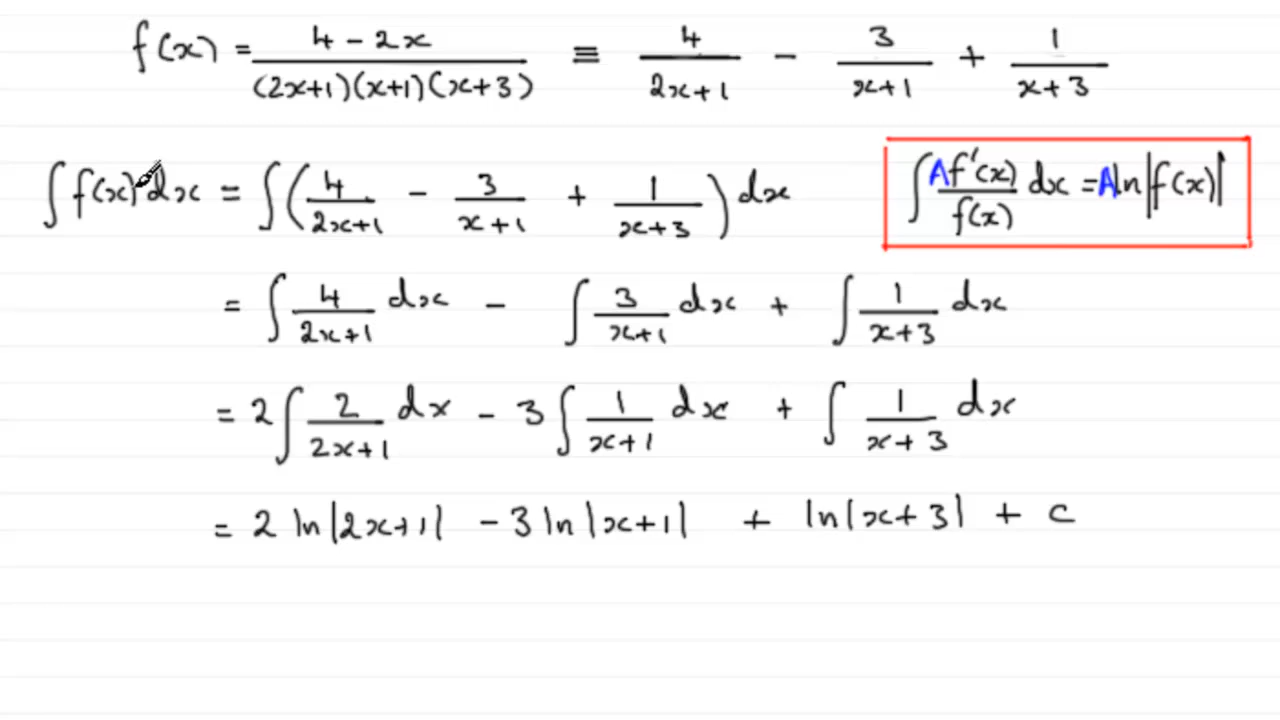 f(x) = (4 - 2x)/((2x+1)(x+1)(x+3)) ≡ 4/(2x+1) - 3/(x+1) + 1/(x+3)
∫ f(x) dx = ∫ (4/(2x+1) - 3/(x+1) + 1/(x+3)) dx
∫ Af'(x)/f(x) dx = A ln|f(x)|
= ∫ 4/(2x+1) dx - ∫ 3/(x+1) dx + ∫ 1/(x+3) dx
= 2 ∫ 2/(2x+1) dx - 3 ∫ 1/(x+1) dx + ∫ 1/(x+3) dx
= 2 ln|2x+1| - 3 ln|x+1| + ln|x+3| + c